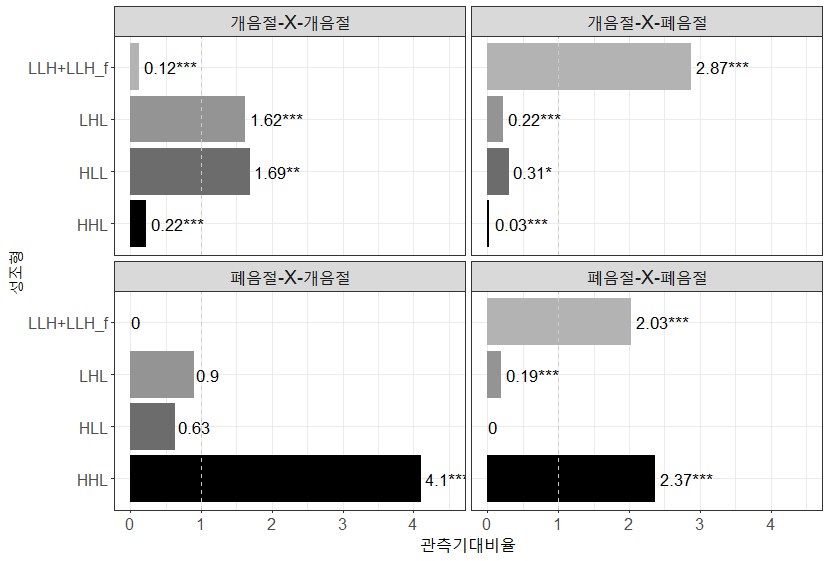 개음절-X-개음절
개음절-X-폐음절
LLH+LLH_f
0.12***
2.87***
LHL
1.62***
0.22***
HLL
1.69**
0.31*
HHL
0.22***
0.03***
성조형
폐음절-X-개음절
폐음절-X-폐음절
LLH+LLH_f
0
2.03***
LHL
0.9
0.19***
HLL
0.63
0
HHL
4.1***
2.37***
0 1 2 3 4
0 1 2 3 4
관측기대비율